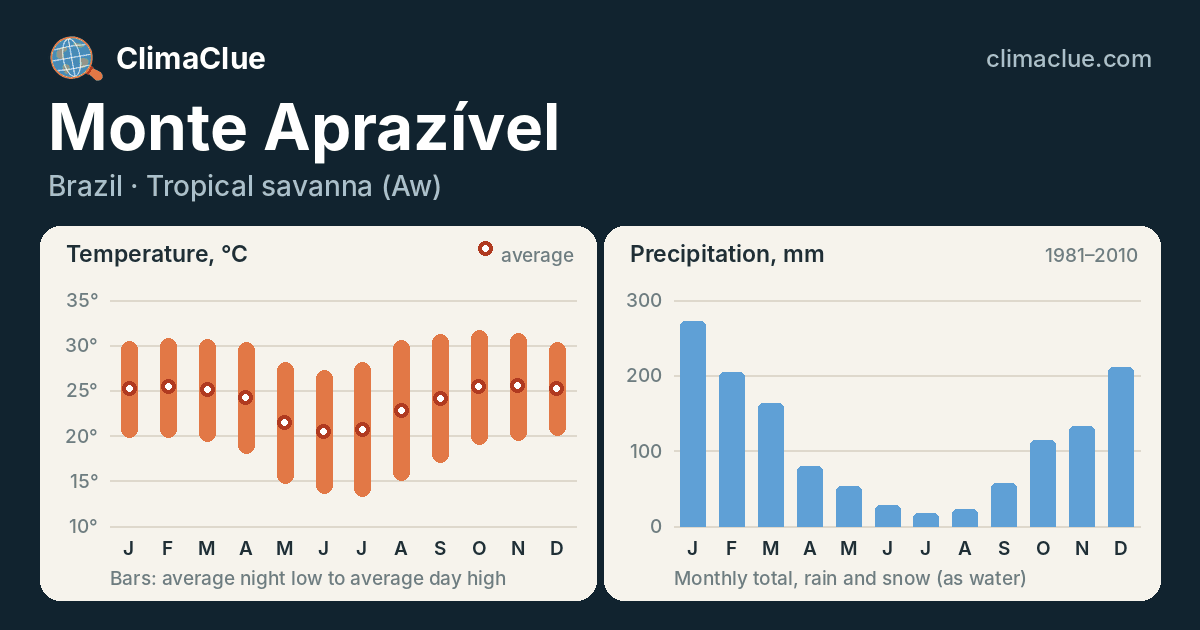 ClimaClue
climaclue.com
Monte Aprazível
Brazil · Tropical savanna (Aw)
Temperature, °C
average
35°
30°
25°
20°
15°
10°
J F M A M J J A S O N D
Bars: average night low to average day high
Precipitation, mm
1981–2010
300
200
100
0
J F M A M J J A S O N D
Monthly total, rain and snow (as water)